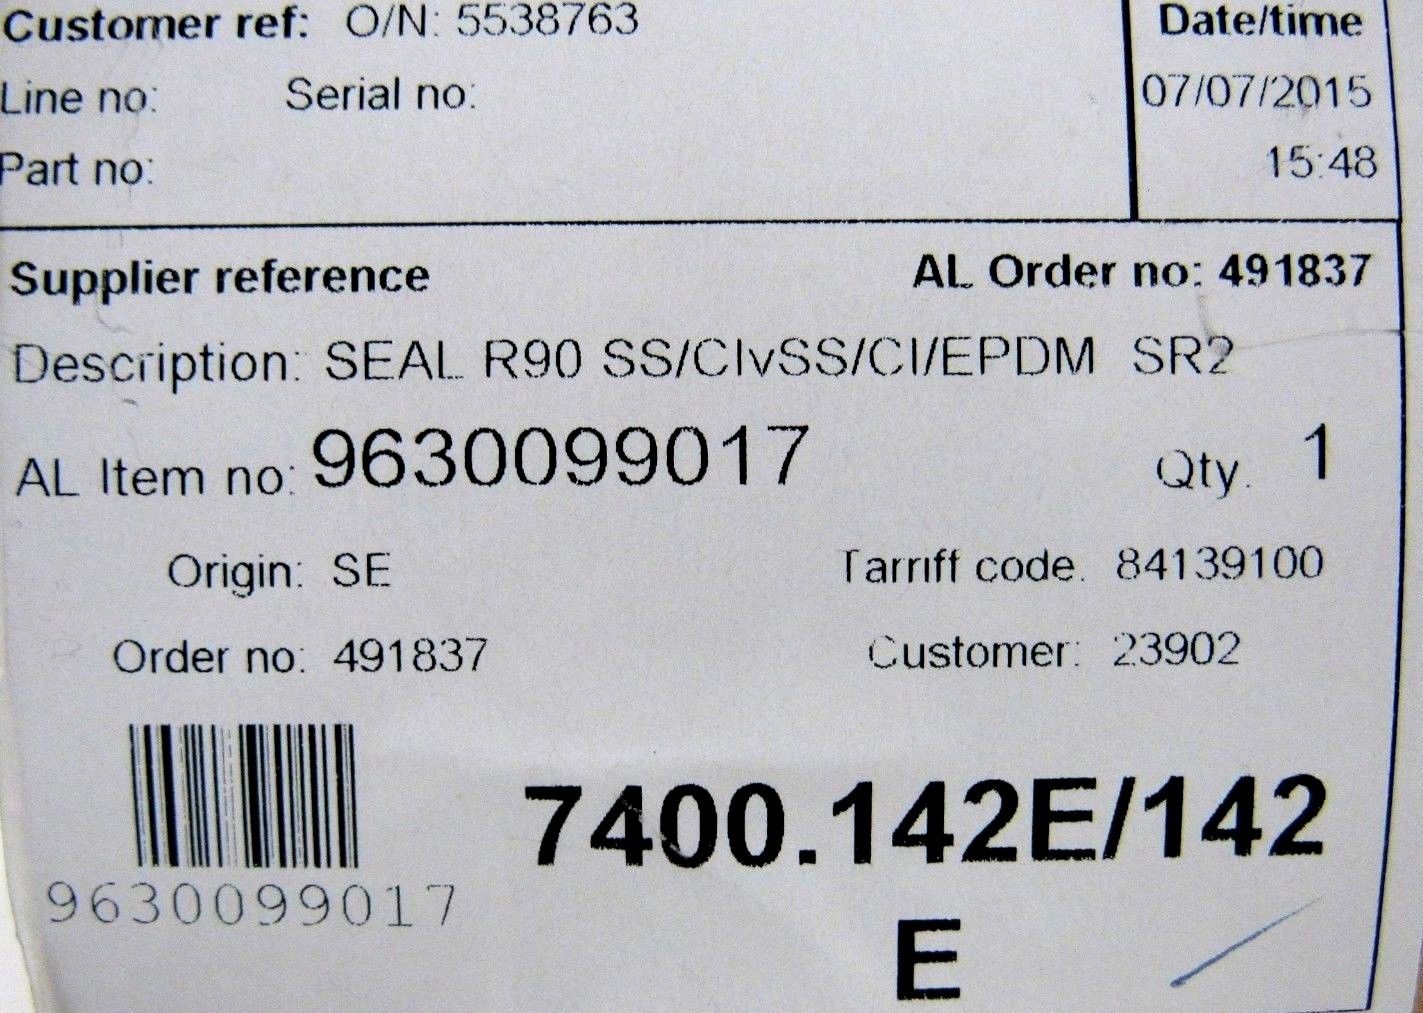 Customer ref: O/N: 5538763
Date/time
Line no: Serial no:
07/07/2015
Part no:
15:48
Supplier reference
AL Order no: 491837
Description: SEAL R90 SS/CIvSS/CI/EPDM SR2
AL Item no: 9630099017 Qty. 1
Origin: SE Tarriff code. 84139100
Order no: 491837 Customer: 23902
9630099017
7400.142E/142
E